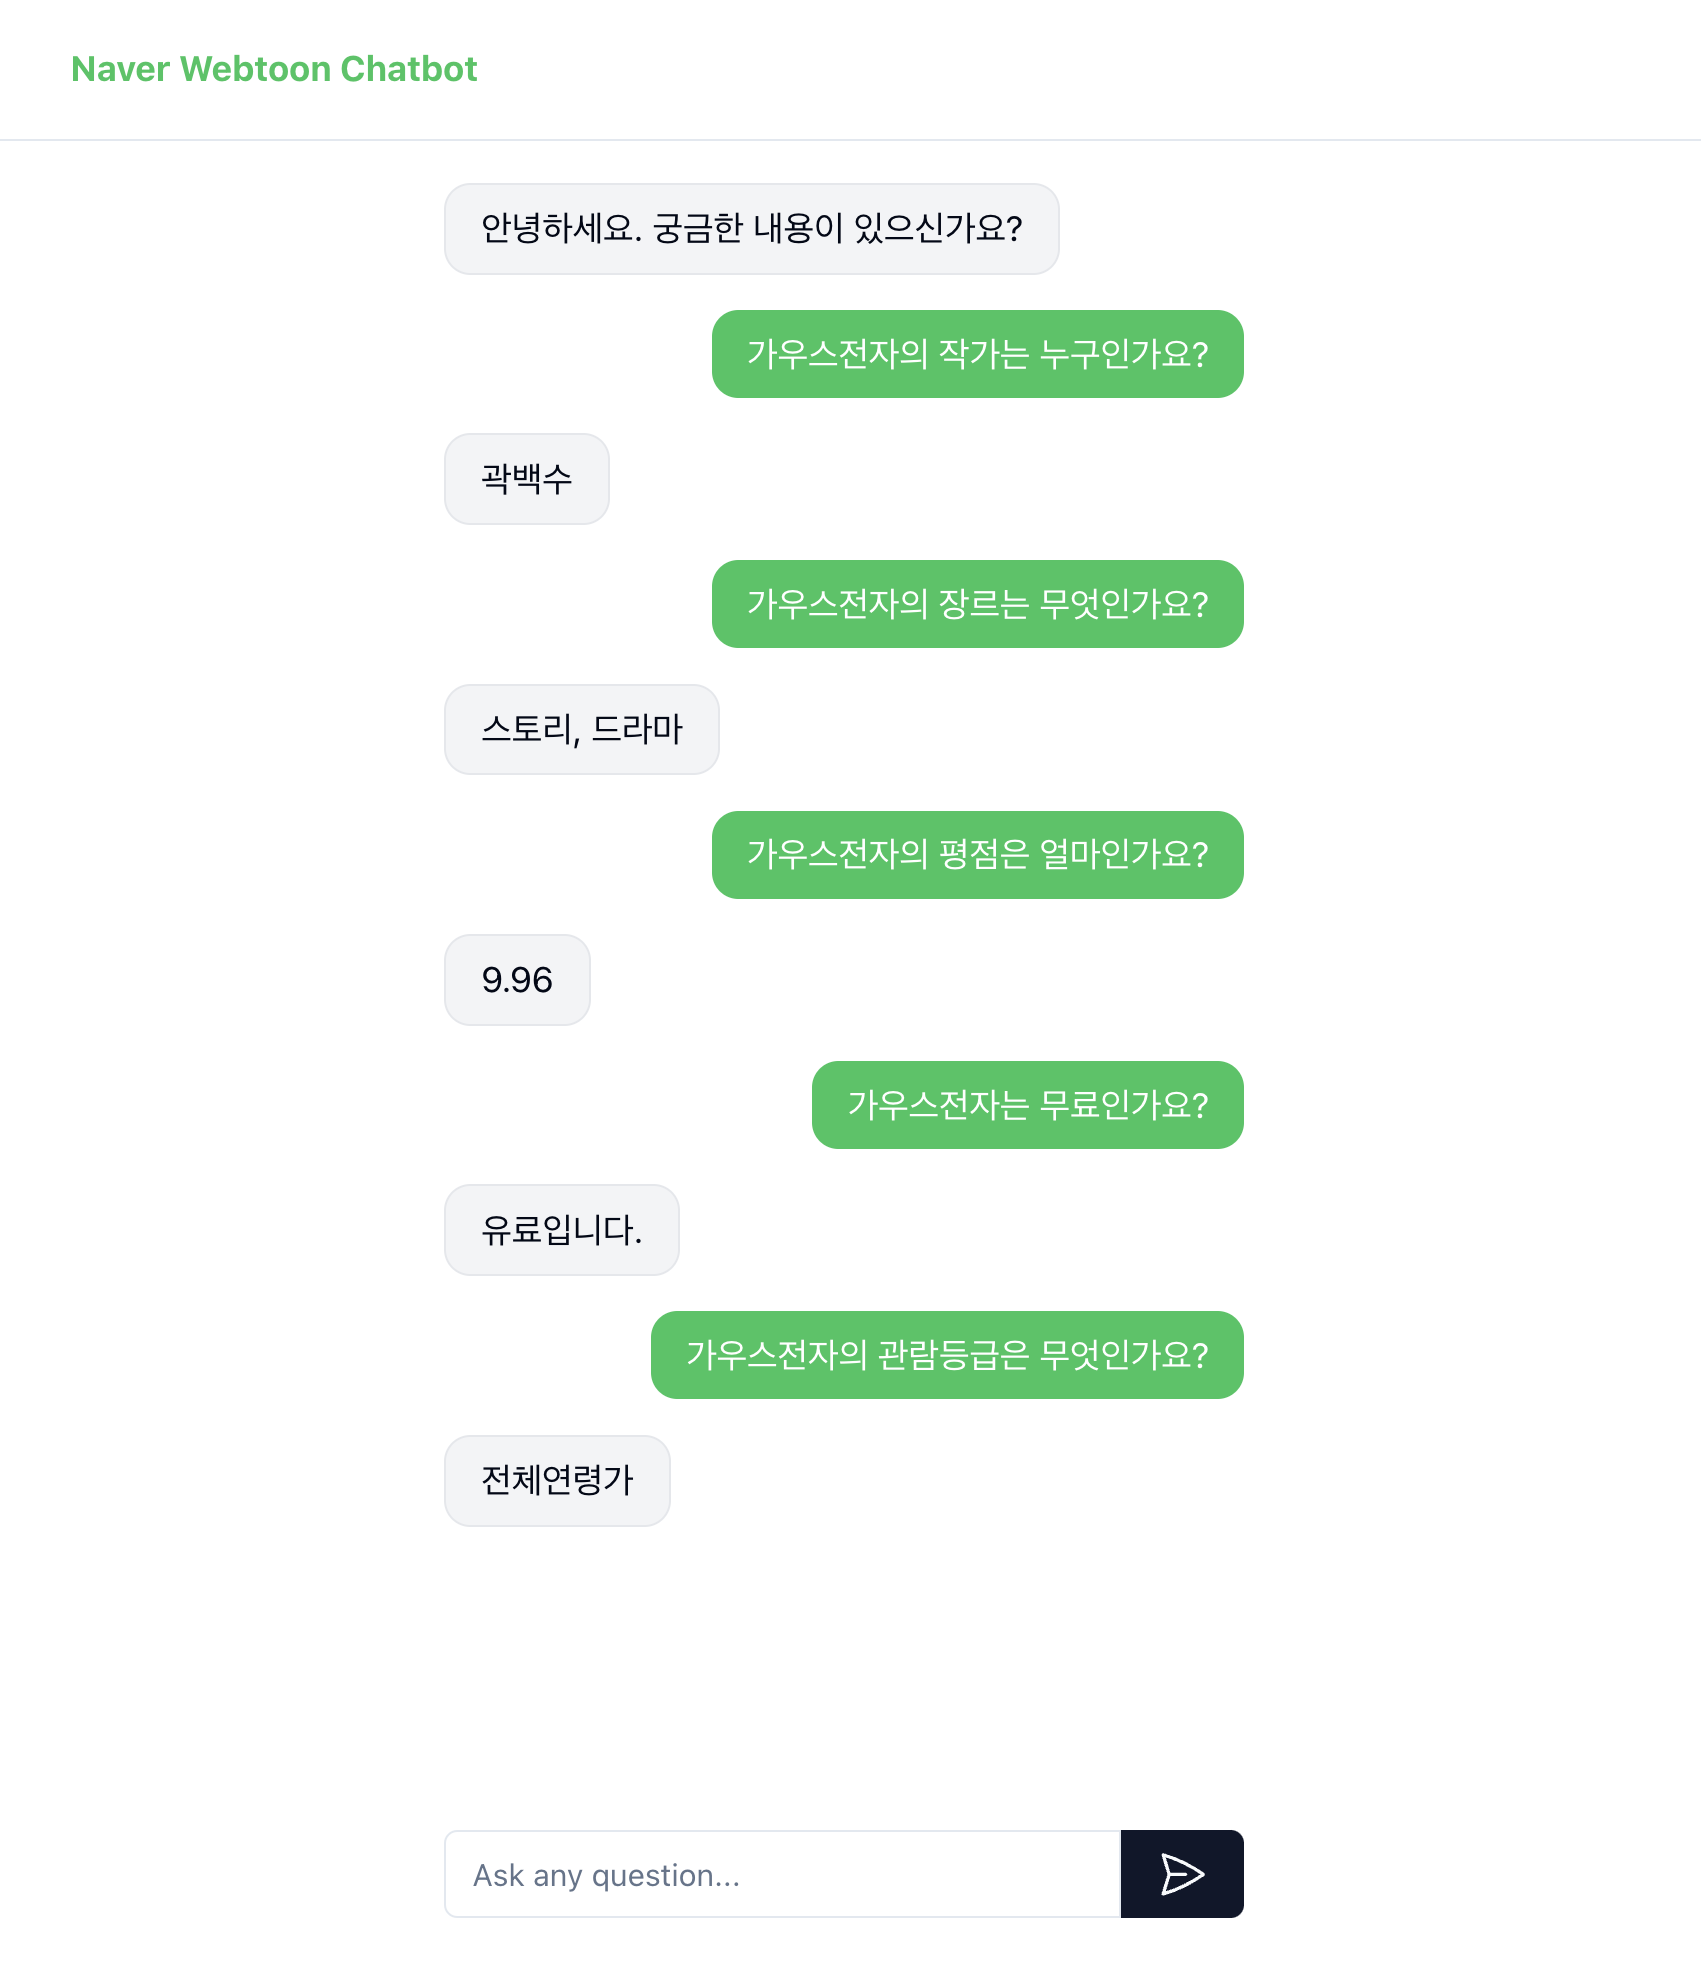 Naver Webtoon Chatbot
안녕하세요. 궁금한 내용이 있으신가요?
가우스전자의 작가는 누구인가요?
곽백수
가우스전자의 장르는 무엇인가요?
스토리, 드라마
가우스전자의 평점은 얼마인가요?
9.96
가우스전자는 무료인가요?
유료입니다.
가우스전자의 관람등급은 무엇인가요?
전체연령가
Ask any question...